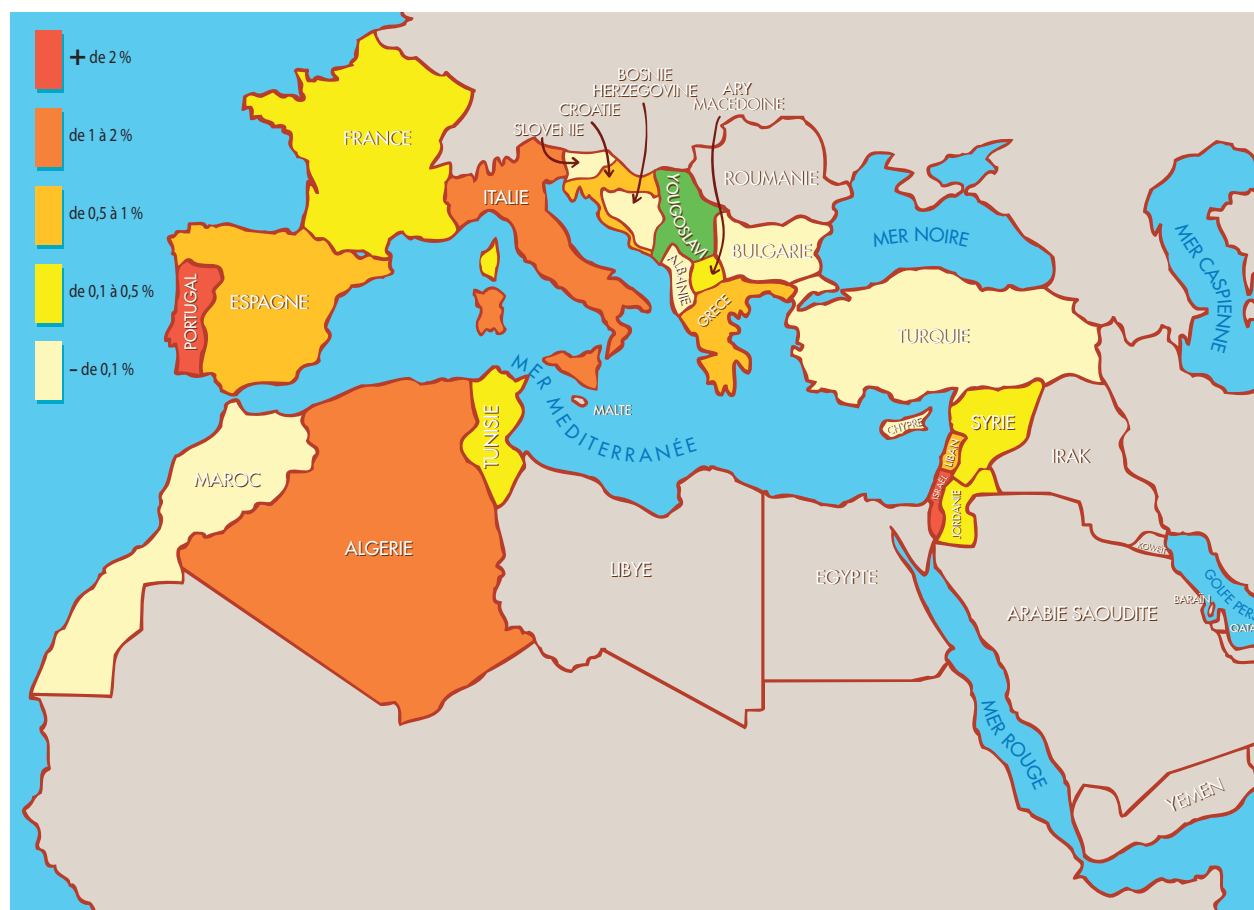 + de 2 %
de 1 à 2 %
de 0,5 à 1 %
de 0,1 à 0,5 %
– de 0,1 %
BOSNIE
HERZEGOVINE
ARY
MACEDOINE
CROATIE
SLOVENIE
FRANCE
ITALIE
YOUGOSLAVI
ROUMANIE
BULGARIE
MER NOIRE
MER CASPIENNE
PORTUGAL
ESPAGNE
ALBANIE
GRECE
TURQUIE
MER MEDITERRANÉE
MALTE
CHYPRE
SYRIE
LIBAN
IRAK
ISRAEL
JORDANIE
TUNISIE
MAROC
ALGERIE
LIBYE
EGYPTE
KOWEIT
ARABIE SAOUDITE
BARAÏN
GOLFE PERS
QATA
MER ROUGE
YEMEN